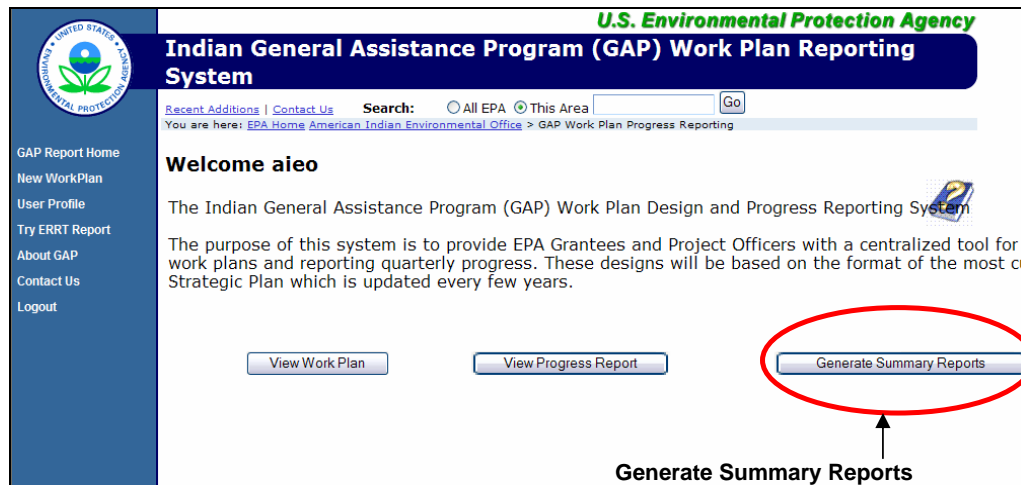 U.S. Environmental Protection Agency
UNITED STATES
ENVIRONMENTAL PROTECTION
AGENCY
Indian General Assistance Program (GAP) Work Plan Reporting
System
Recent Additions | Contact Us Search: All EPA This Area Go
You are here: EPA Home American Indian Environmental Office > GAP Work Plan Progress Reporting
GAP Report Home
New WorkPlan
User Profile
Try ERRT Report
About GAP
Contact Us
Logout
Welcome aieo
The Indian General Assistance Program (GAP) Work Plan Design and Progress Reporting System
The purpose of this system is to provide EPA Grantees and Project Officers with a centralized tool for
work plans and reporting quarterly progress. These designs will be based on the format of the most c
Strategic Plan which is updated every few years.
View Work Plan
View Progress Report
Generate Summary Reports
Generate Summary Reports